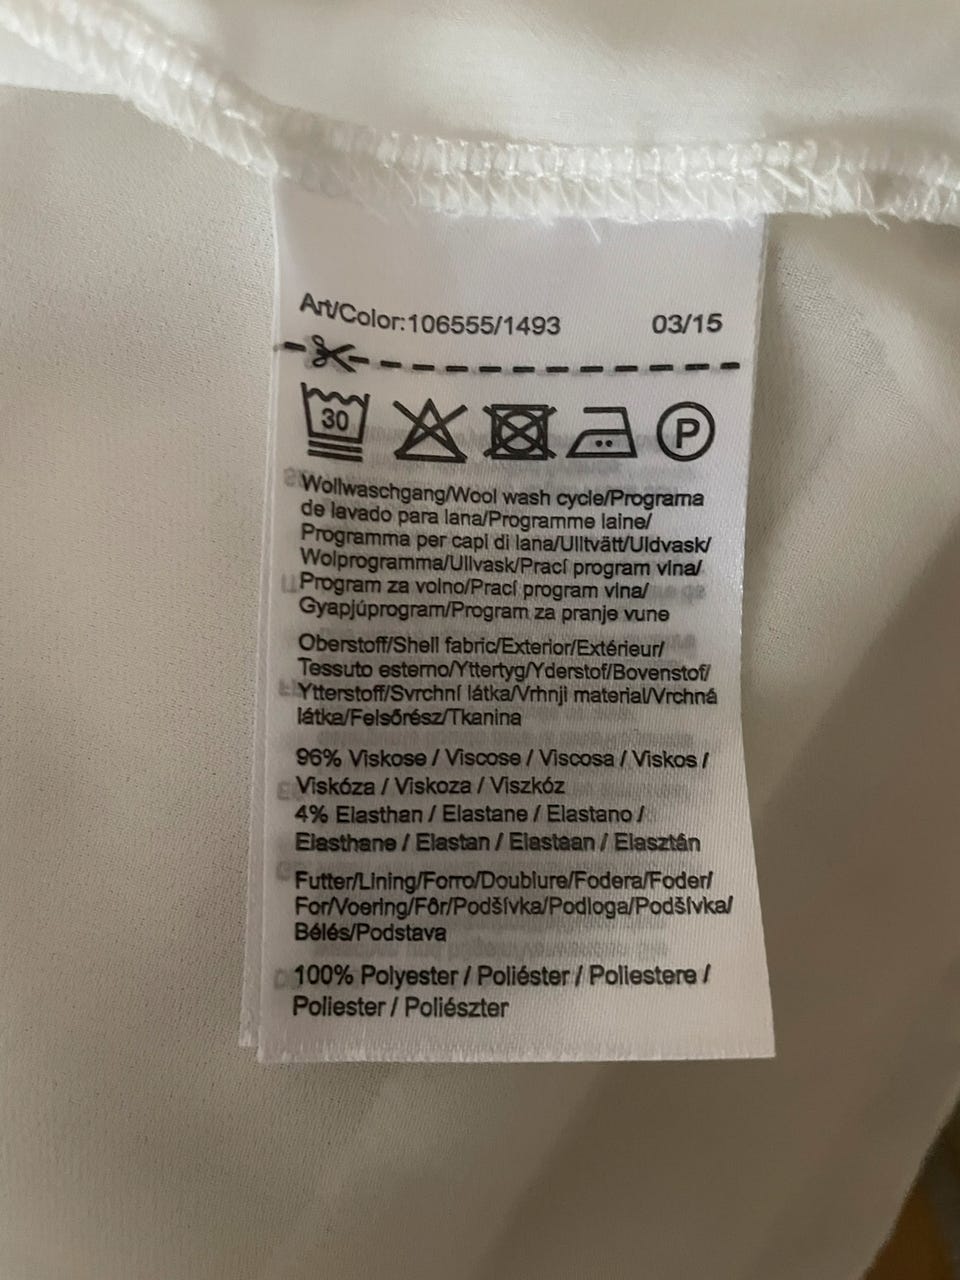 Art/Color:106555/1493 03/15
30
P
Wollwaschgang/Wool wash cycle/Programa
de lavado para lana/Programme laine/
Programma per capi di lana/Ulltvätt/Uldvask/
Wolprogramma/Ullvask/Prací program vlna/
Program za volno/Prací program vlna/
Gyapjúprogram/Program za pranje vune
Oberstoff/Shell fabric/Exterior/Extérieur/
Tessuto esterno/Yttertyg/Yderstof/Bovenstof/
Ytterstoff/Svrchní látka/Vrhnji material/Vrchná
látka/Felsőrész/Tkanina
96% Viskose / Viscose / Viscosa / Viskos /
Viskóza / Viskoza / Viszkóz
4% Elasthan / Elastane / Elastano /
Elasthane / Elastan / Elastaan / Elasztán
Futter/Lining/Forro/Doublure/Fodera/Foder/
For/Voering/Fôr/Podšívka/Podloga/Podšívka/
Bélés/Podstava
100% Polyester / Poliéster / Poliestere /
Poliester / Poliészter